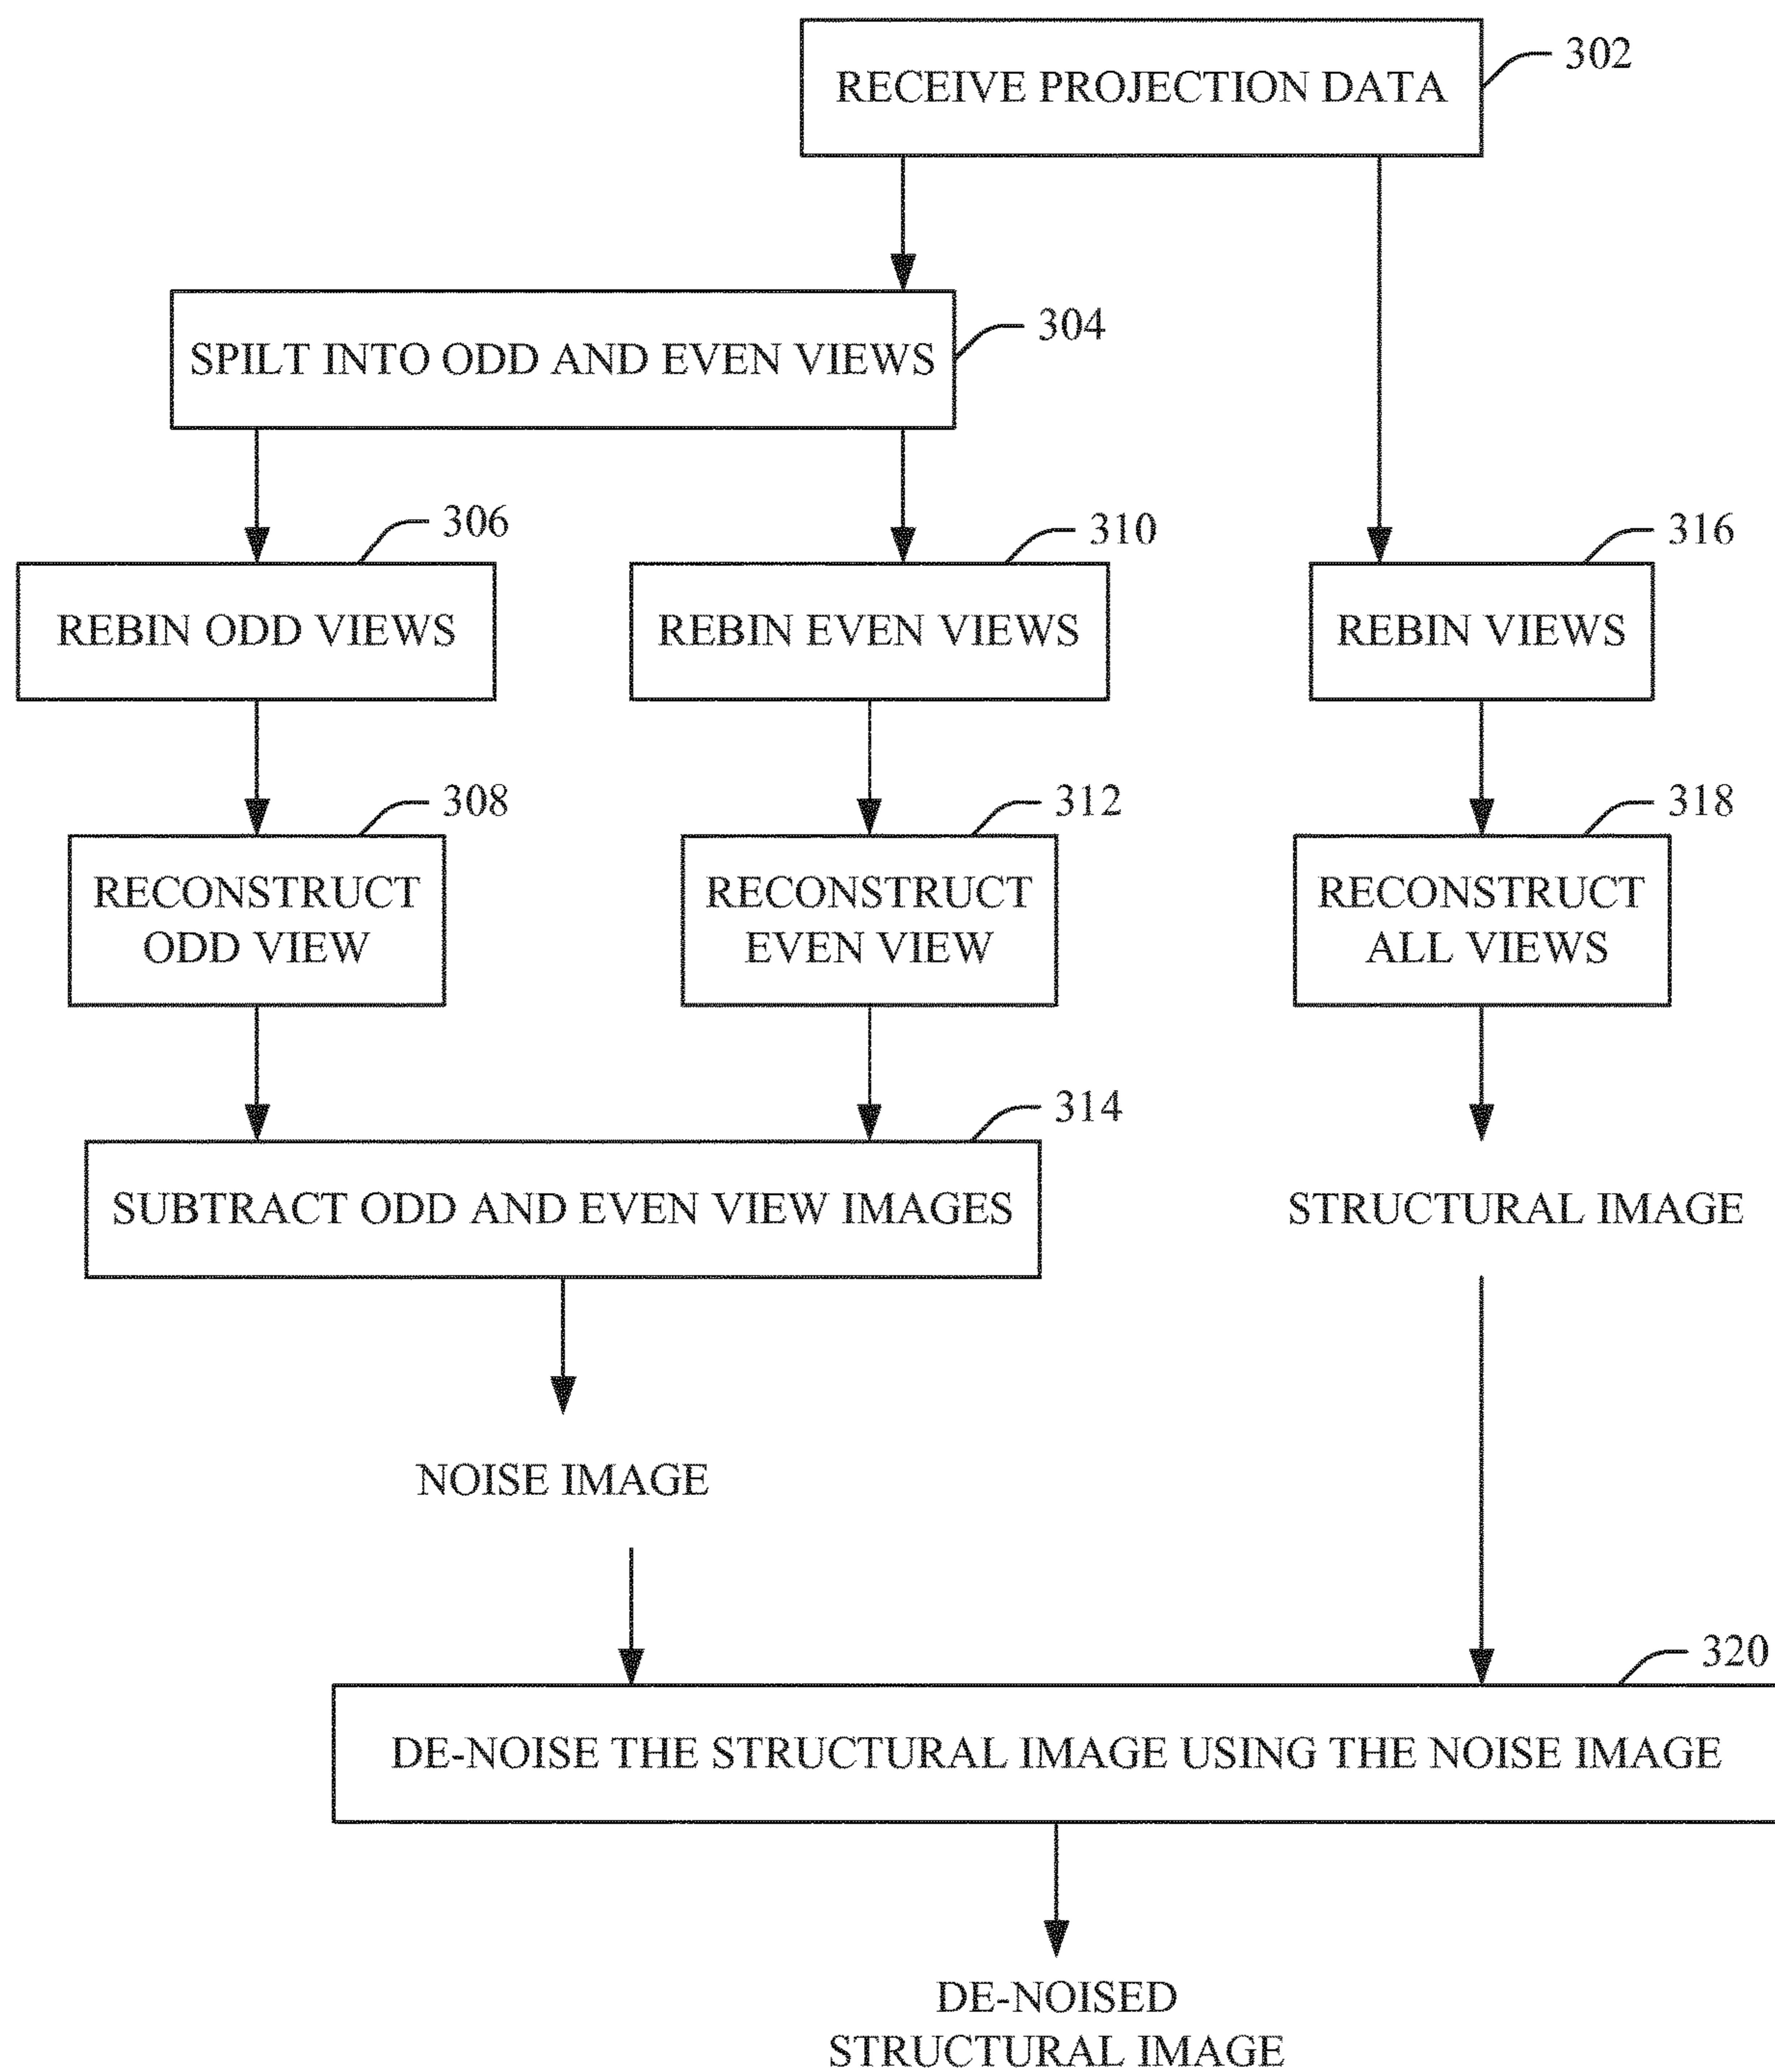 302
RECEIVE PROJECTION DATA
304
SPILT INTO ODD AND EVEN VIEWS
306
310
316
REBIN ODD VIEWS
REBIN EVEN VIEWS
REBIN VIEWS
308
312
318
RECONSTRUCT
ODD VIEW
RECONSTRUCT
EVEN VIEW
RECONSTRUCT
ALL VIEWS
314
SUBTRACT ODD AND EVEN VIEW IMAGES
STRUCTURAL IMAGE
NOISE IMAGE
320
DE-NOISE THE STRUCTURAL IMAGE USING THE NOISE IMAGE
DE-NOISED
STRUCTURAL IMAGE